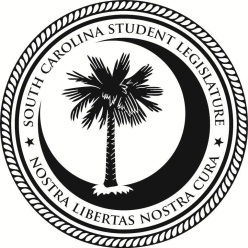 SOUTH CAROLINA STUDENT LEGISLATURE
NOSTRA LIBERTAS NOSTRA CURA